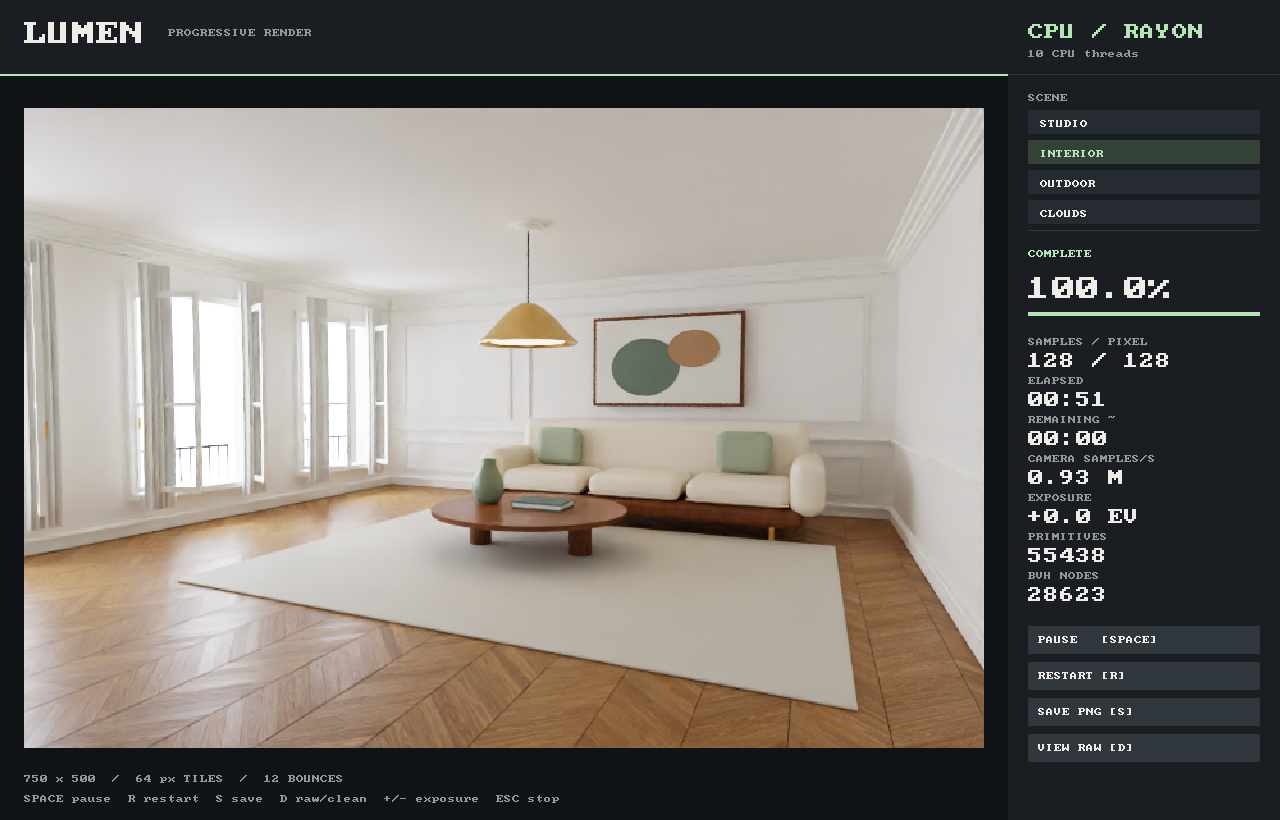 LUMEN
PROGRESSIVE RENDER
CPU / RAYON
10 CPU threads
SCENE
STUDIO
INTERIOR
OUTDOOR
CLOUDS
COMPLETE
100.0%
SAMPLES / PIXEL
128 / 128
ELAPSED
00:51
REMAINING ~
00:00
CAMERA SAMPLES/S
0.93 M
EXPOSURE
+0.0 EV
PRIMITIVES
55438
BVH NODES
28623
PAUSE [SPACE]
RESTART [R]
SAVE PNG [S]
VIEW RAW [D]
750 x 500 / 64 px TILES / 12 BOUNCES
SPACE pause R restart S save D raw/clean +/- exposure ESC stop